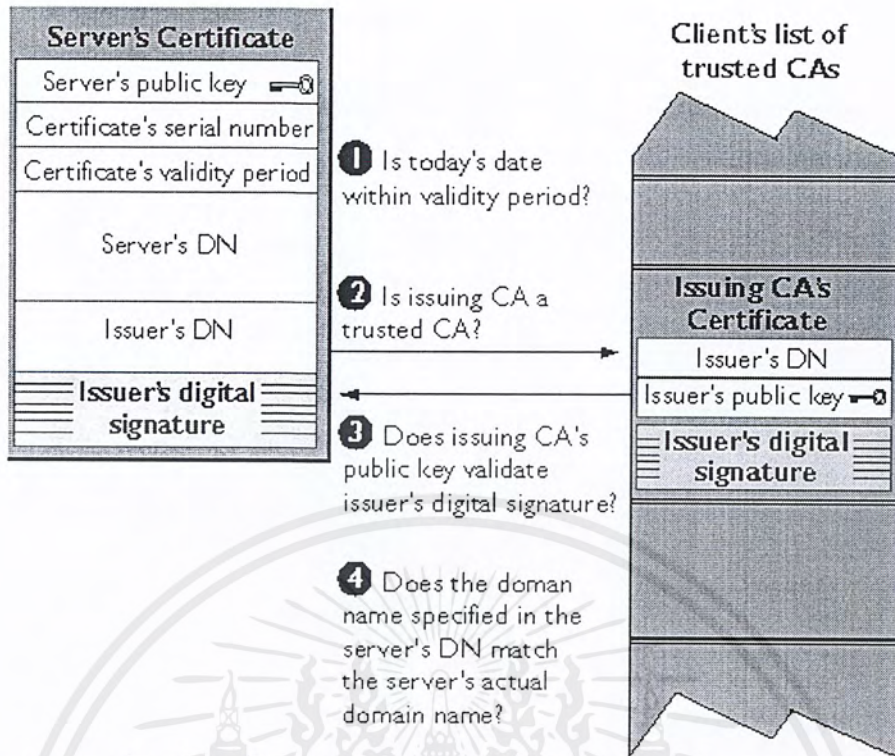 Server's Certificate
Server's public key
Certificate's serial number
Certificate's validity period
Server's DN
Issuer's DN
Issuer's digital
signature
1 Is today's date
within validity period?
2 Is issuing CA a
trusted CA?
3 Does issuing CA's
public key validate
issuer's digital signature?
4 Does the doman
name specified in the
server's DN match
the server's actual
domain name?
Client's list of
trusted CAs
Issuing CA's
Certificate
Issuer's DN
Issuer's public key
Issuer's digital
signature